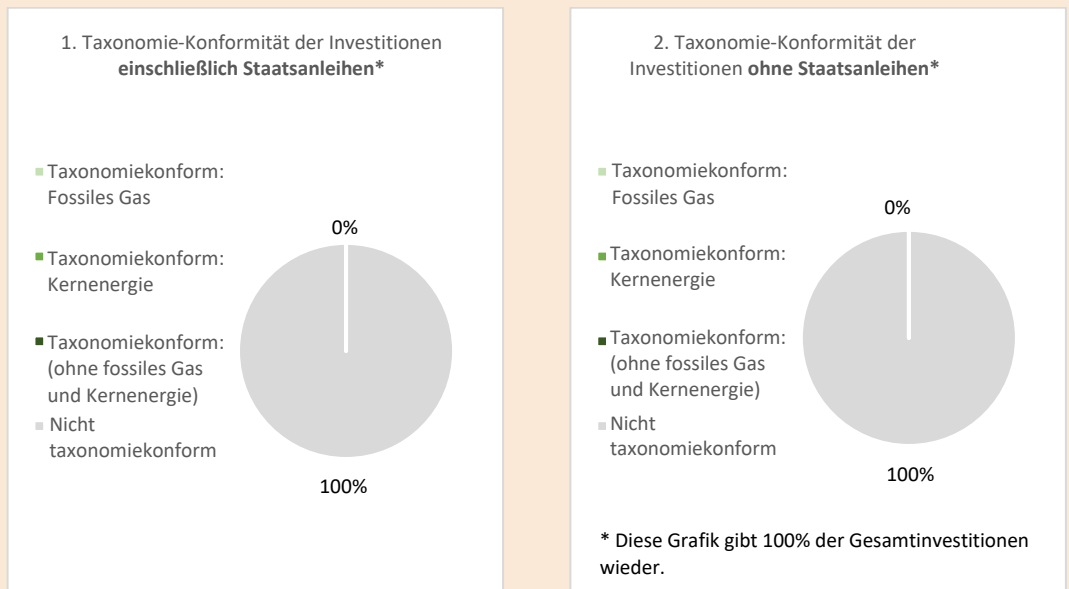 1. Taxonomie-Konformität der Investitionen
einschließlich Staatsanleihen*
Taxonomiekonform:
Fossiles Gas
Taxonomiekonform:
Kernenergie
Taxonomiekonform:
(ohne fossiles Gas
und Kernenergie)
Nicht
taxonomiekonform
0%
100%
2. Taxonomie-Konformität der
Investitionen ohne Staatsanleihen*
Taxonomiekonform:
Fossiles Gas
Taxonomiekonform:
Kernenergie
Taxonomiekonform:
(ohne fossiles Gas
und Kernenergie)
Nicht
taxonomiekonform
0%
100%
* Diese Grafik gibt 100% der Gesamtinvestitionen
wieder.